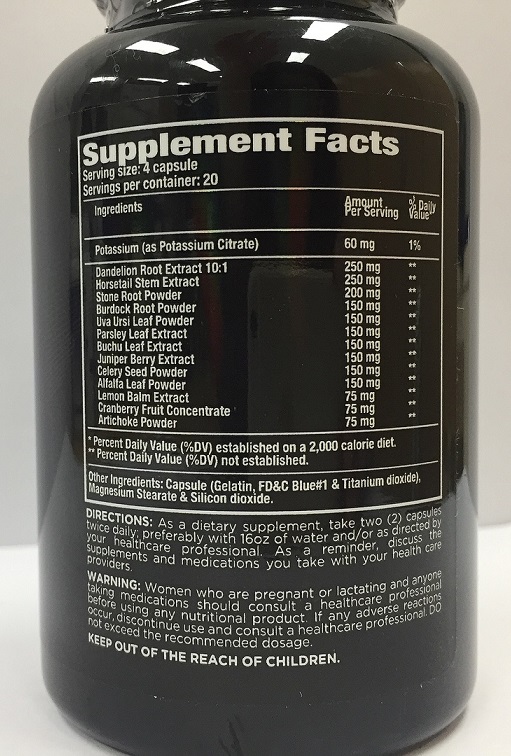 Supplement Facts
Serving size: 4 capsule
Servings per container: 20
Ingredients Amount Per Serving % Daily Value*
Potassium (as Potassium Citrate) 60 mg 1%
Dandelion Root Extract 10:1 250 mg **
Horsetail Stem Extract 250 mg **
Stone Root Powder 200 mg **
Burdock Root Powder 150 mg **
Uva Ursi Leaf Powder 150 mg **
Parsley Leaf Extract 150 mg **
Buchu Leaf Extract 150 mg **
Juniper Berry Extract 150 mg **
Celery Seed Powder 150 mg **
Alfalfa Leaf Powder 150 mg **
Lemon Balm Extract 75 mg **
Cranberry Fruit Concentrate 75 mg **
Artichoke Powder 75 mg **
* Percent Daily Value (%DV) established on a 2,000 calorie diet.
** Percent Daily Value (%DV) not established.
Other Ingredients: Capsule (Gelatin, FD&C Blue#1 & Titanium dioxide),
Magnesium Stearate & Silicon dioxide.
DIRECTIONS: As a dietary supplement, take two (2) capsules
twice daily; preferably with 16oz of water and/or as directed by
your healthcare professional. As a reminder, discuss the
supplements and medications you take with your health care
providers.
WARNING: Women who are pregnant or lactating and anyone
taking medications should consult a healthcare professional
before using any nutritional product. If any adverse reactions
occur, discontinue use and consult a healthcare professional. DO
not exceed the recommended dosage.
KEEP OUT OF THE REACH OF CHILDREN.